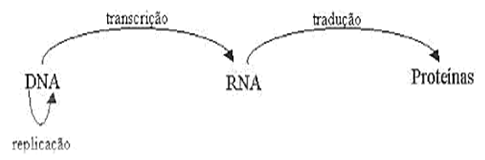 transcrição
tradução
DNA
RNA
Proteínas
replicação